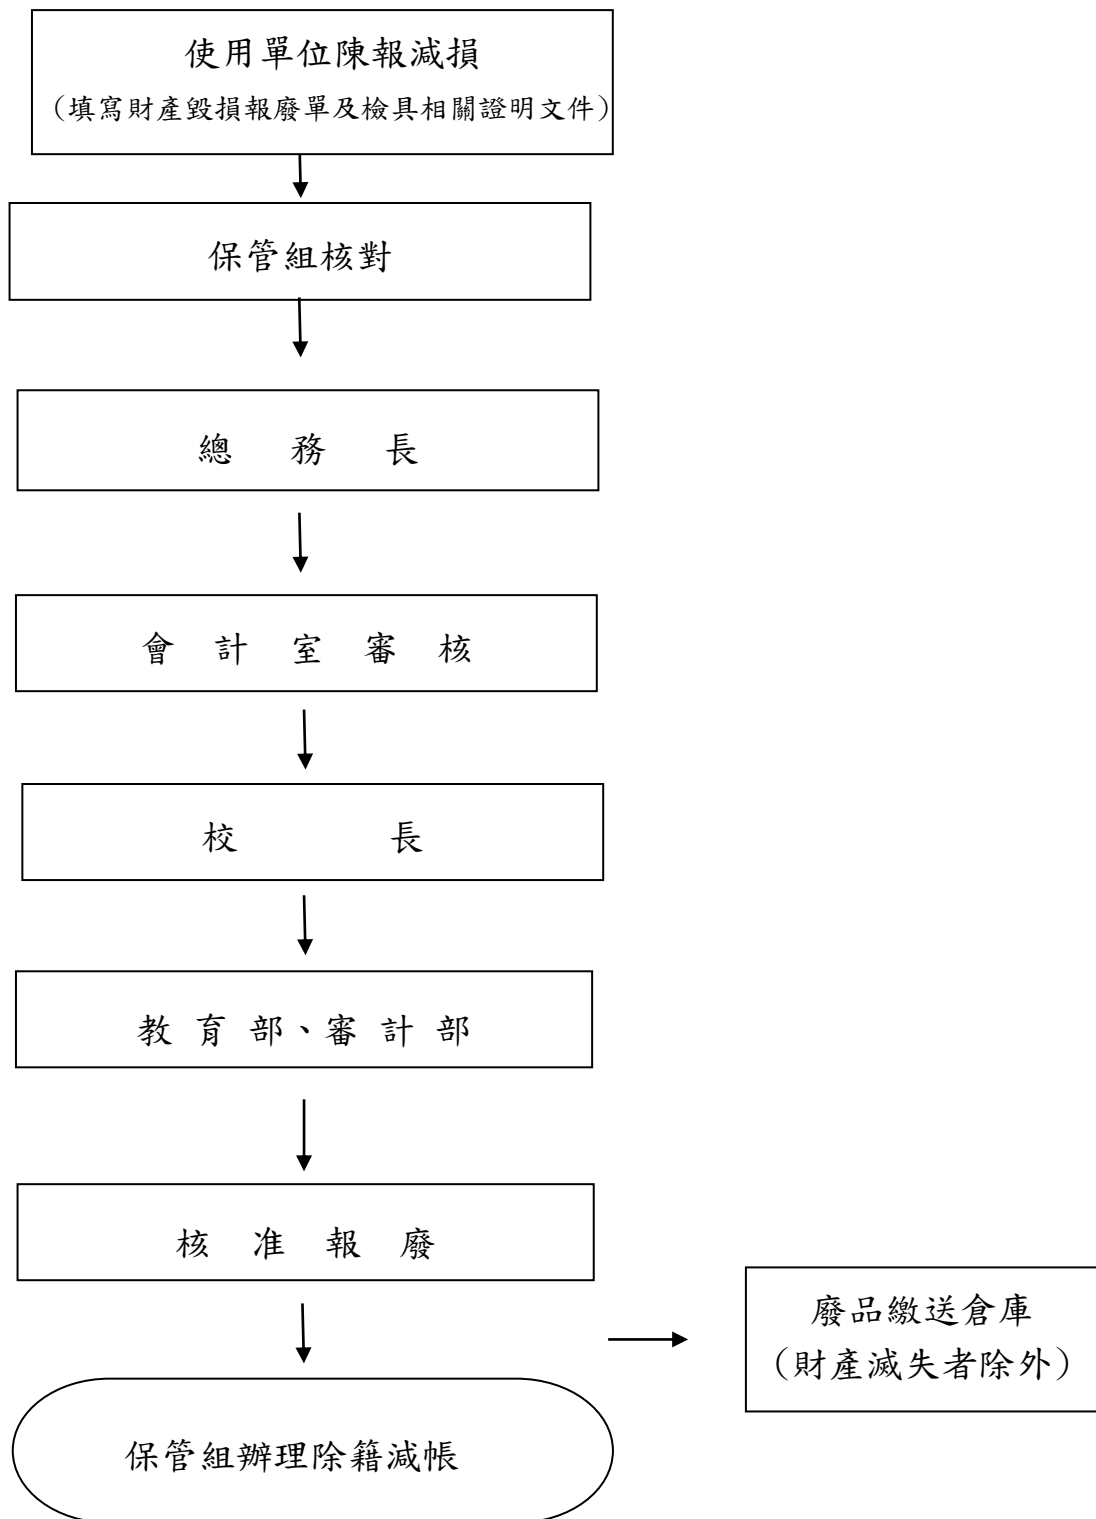 使用單位陳報減損
（填寫財產毀損報廢單及檢具相關證明文件）
保管組核對
總務長
會計室審核
校長
教育部、審計部
核准報廢
廢品繳送倉庫
（財產滅失者除外）
保管組辦理除籍減帳